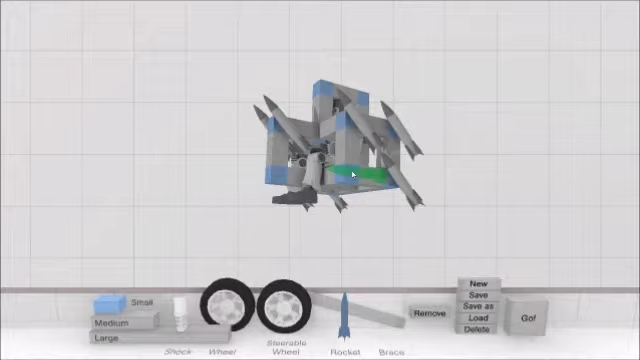 Small
Medium
Large
Shock
Wheel
Steerable
Wheel
Rocket
Brace
Remove
New
Save
Save as
Load
Delete
Go!